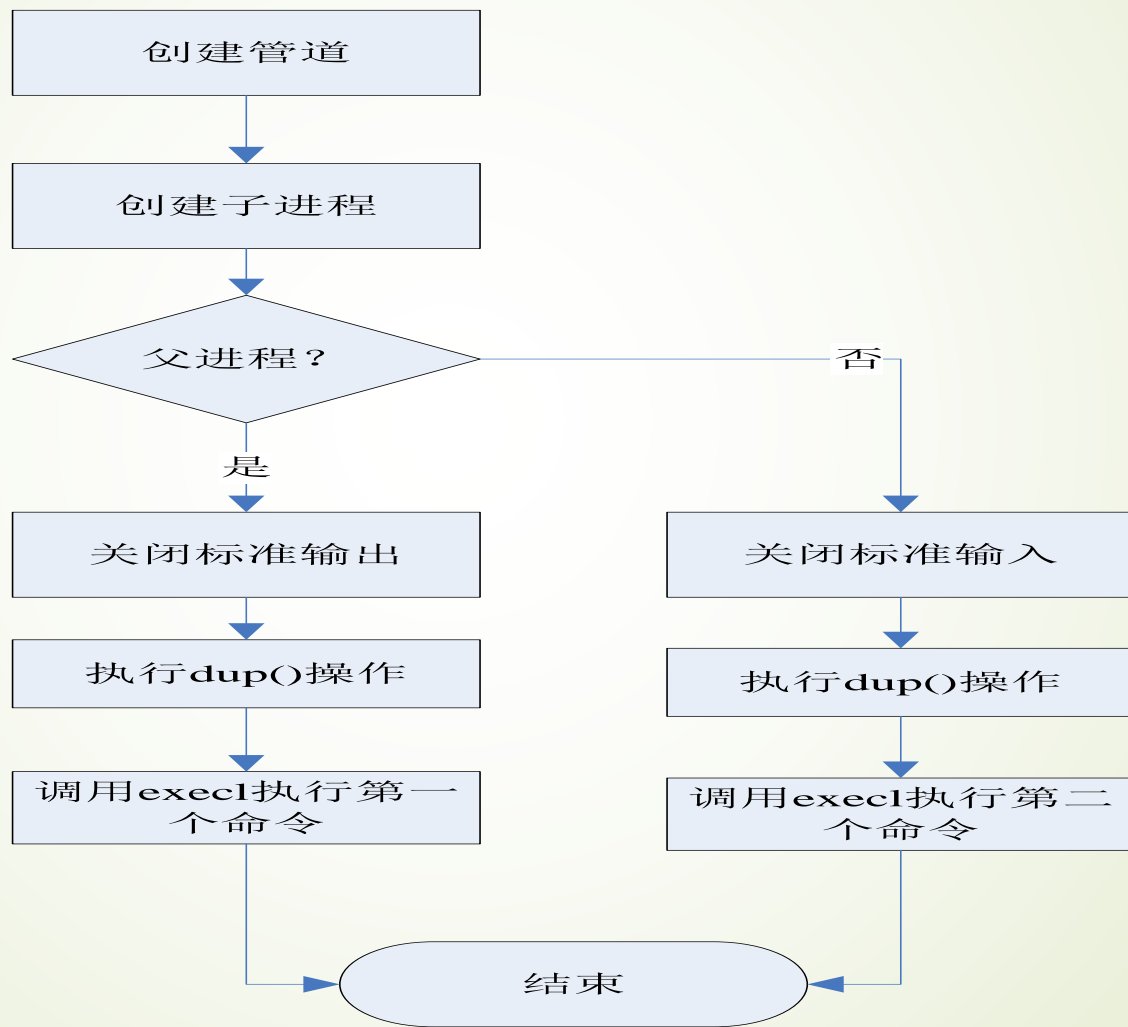 创建管道
创建子进程
父进程？
否
是
关闭标准输出
关闭标准输入
执行dup()操作
执行dup()操作
调用execl执行第一
个命令
调用execl执行第二
个命令
结束